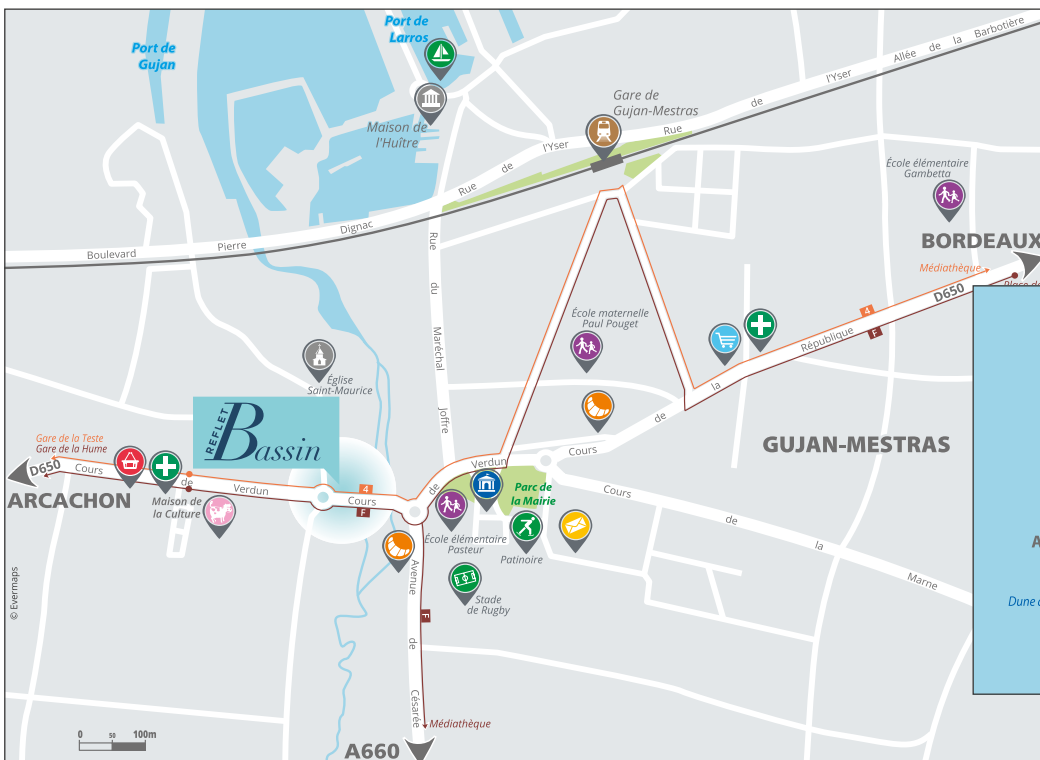 Port de
Larros
Port de
Gujan
Maison de
l'Huître
Gare de
Gujan-Mestras
Rue de l'Yser
Rue de l'Yser
Allée de la Barbotière
École élémentaire
Gambetta
BORDEAUX
Médiathèque
D650
Boulevard Pierre Dignac
Rue du Maréchal Joffre
École maternelle
Paul Pouget
4
F
Cours de la République
Église
Saint-Maurice
REFLET
Bassin
GUJAN-MESTRAS
Gare de la Teste
Gare de la Hume
D650
ARCACHON
Cours de Verdun
Maison de
la Culture
4
F
Cours de Verdun
Parc de
la Mairie
École élémentaire
Pasteur
Patinoire
Stade
de Rugby
Cours de la Marne
Avenue de Césarée
F
Médiathèque
A660
A
Dune d
© Evermaps
0 50 100m